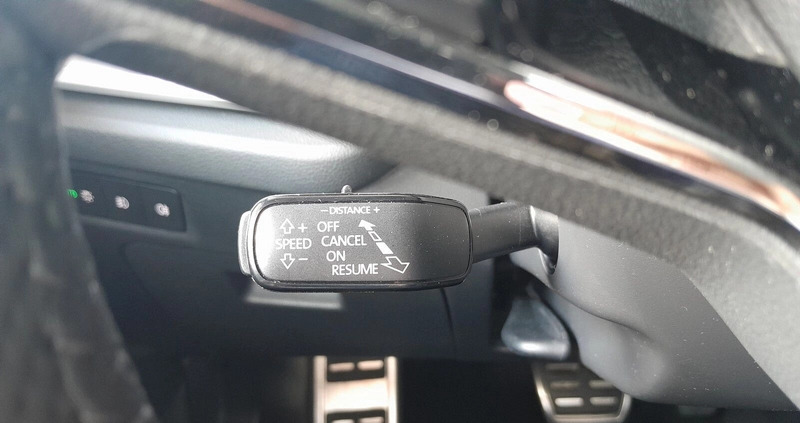 − DISTANCE +
+ OFF
SPEED CANCEL
− ON
RESUME